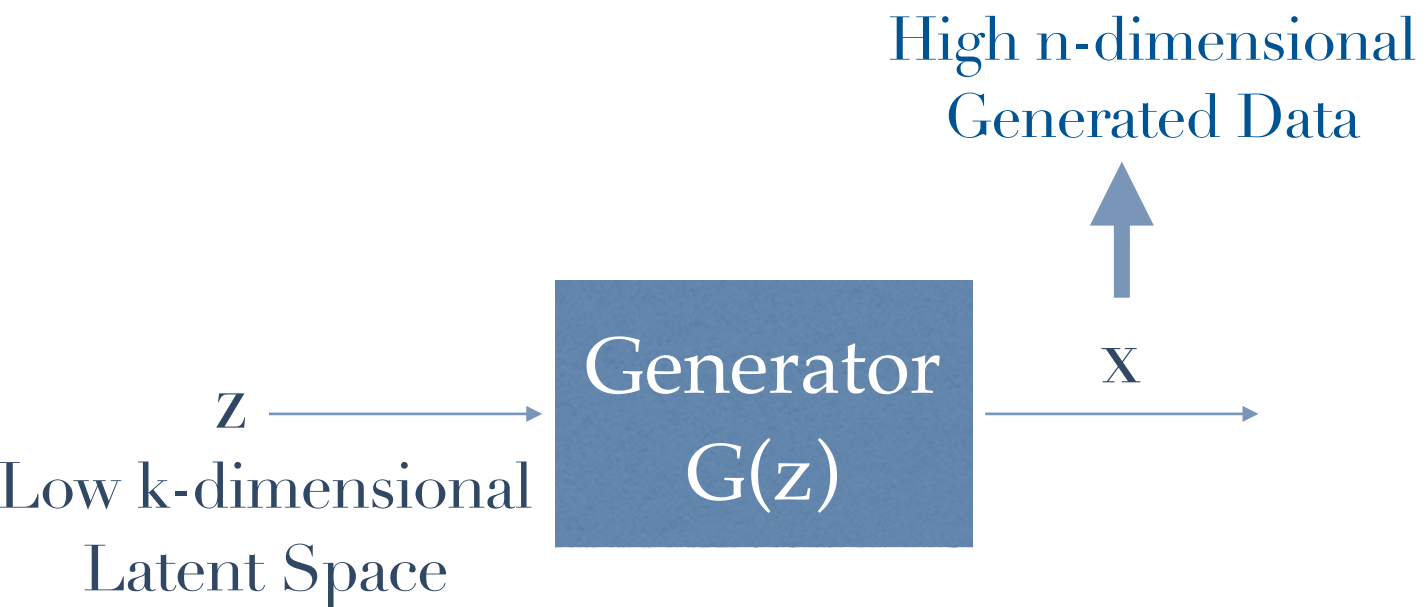 High n-dimensional
Generated Data
x
Generator
G(z)
z
Low k-dimensional
Latent Space